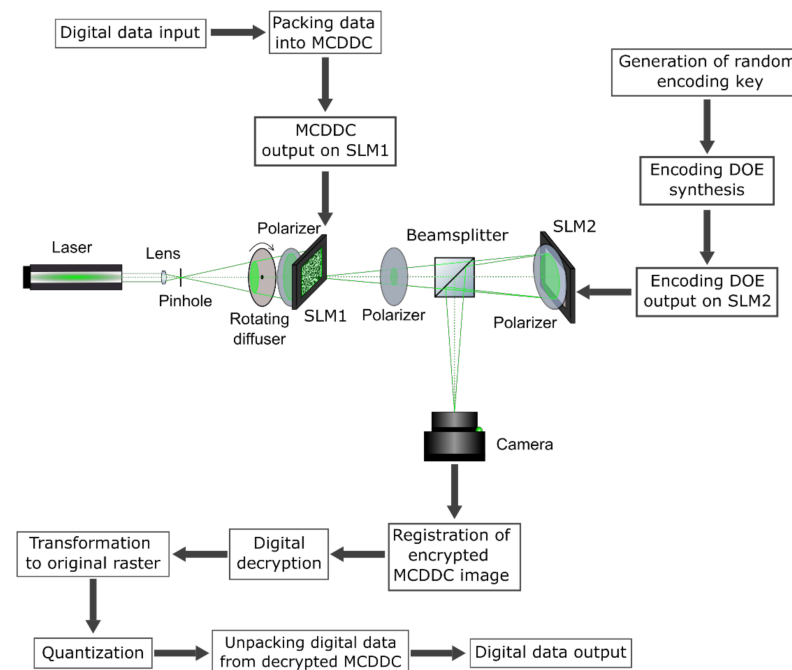 Digital data input
Packing data
into MCDDC
Generation of random
encoding key
MCDDC
output on SLM1
Encoding DOE
synthesis
Laser
Lens
Pinhole
Polarizer
Rotating
diffuser
SLM1
Polarizer
Beamsplitter
SLM2
Polarizer
Encoding DOE
output on SLM2
Camera
Registration of
encrypted
MCDDC image
Digital
decryption
Transformation
to original raster
Quantization
Unpacking digital data
from decrypted MCDDC
Digital data output